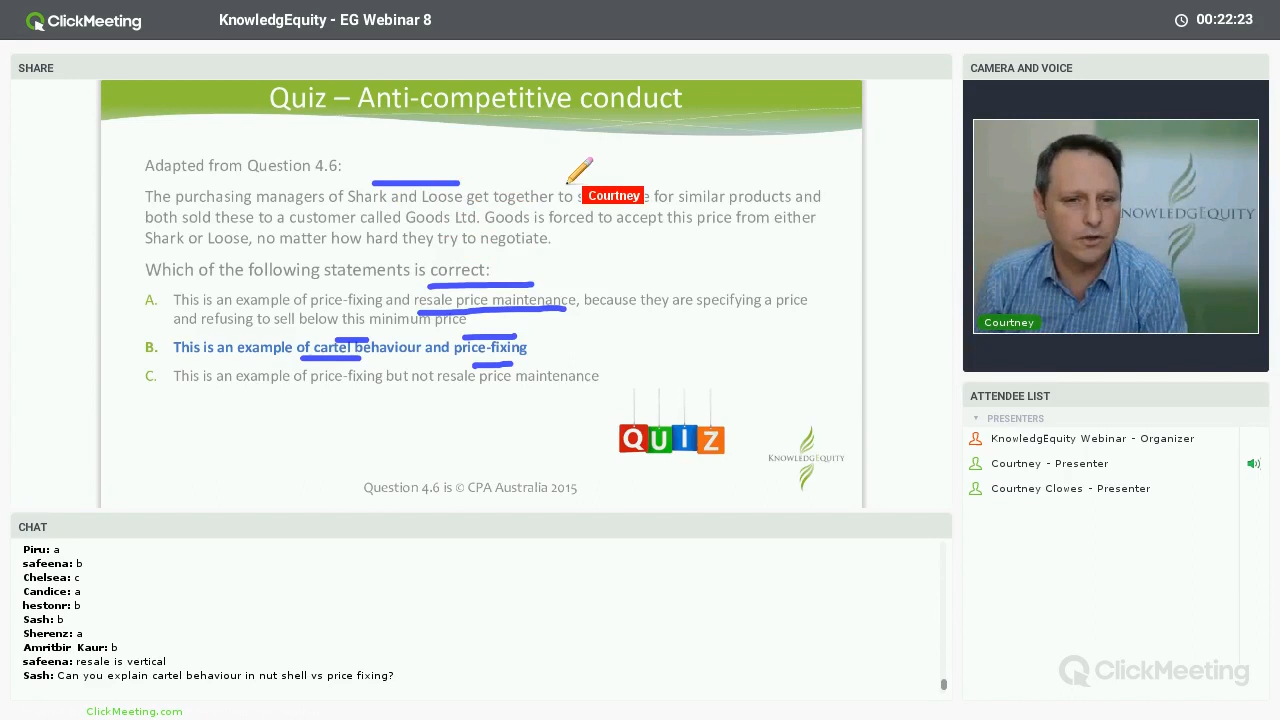 ClickMeeting
KnowledgEquity - EG Webinar 8
00:22:23
SHARE
Quiz – Anti-competitive conduct
Adapted from Question 4.6:
The purchasing managers of Shark and Loose get together to for similar products and
Courtney
both sold these to a customer called Goods Ltd. Goods is forced to accept this price from either
Shark or Loose, no matter how hard they try to negotiate.
Which of the following statements is correct:
A. This is an example of price-fixing and resale price maintenance, because they are specifying a price
and refusing to sell below this minimum price
B. This is an example of cartel behaviour and price-fixing
C. This is an example of price-fixing but not resale price maintenance
QUIZ
KNOWLEDGEQUITY
Question 4.6 is © CPA Australia 2015
CAMERA AND VOICE
KNOWLEDGEQUITY
Courtney
ATTENDEE LIST
PRESENTERS
KnowledgEquity Webinar - Organizer
Courtney - Presenter
Courtney Clowes - Presenter
CHAT
Piru: a
safeena: b
Chelsea: c
Candice: a
hestonr: b
Sash: b
Sherenz: a
Amritbir Kaur: b
safeena: resale is vertical
Sash: Can you explain cartel behaviour in nut shell vs price fixing?
ClickMeeting
ClickMeeting.com